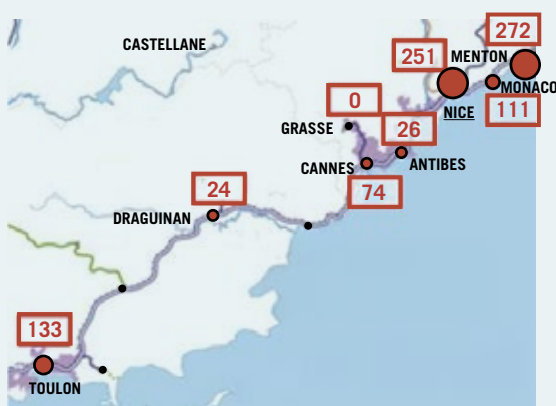 272
CASTELLANE
251
MENTON
MONACO
0
NICE
111
GRASSE
26
CANNES
ANTIBES
24
74
DRAGUINAN
133
TOULON